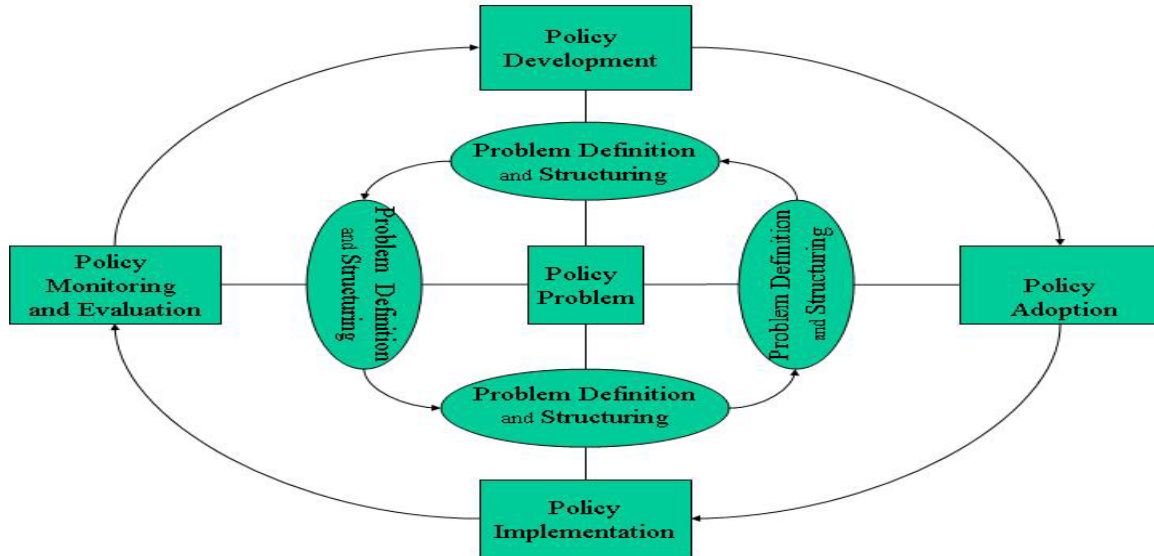 Policy
Development
Problem Definition
and Structuring
Problem Definition
and Structuring
Policy
Problem
Problem Definition
and Structuring
Policy
Monitoring
and Evaluation
Policy
Adoption
Problem Definition
and Structuring
Policy
Implementation